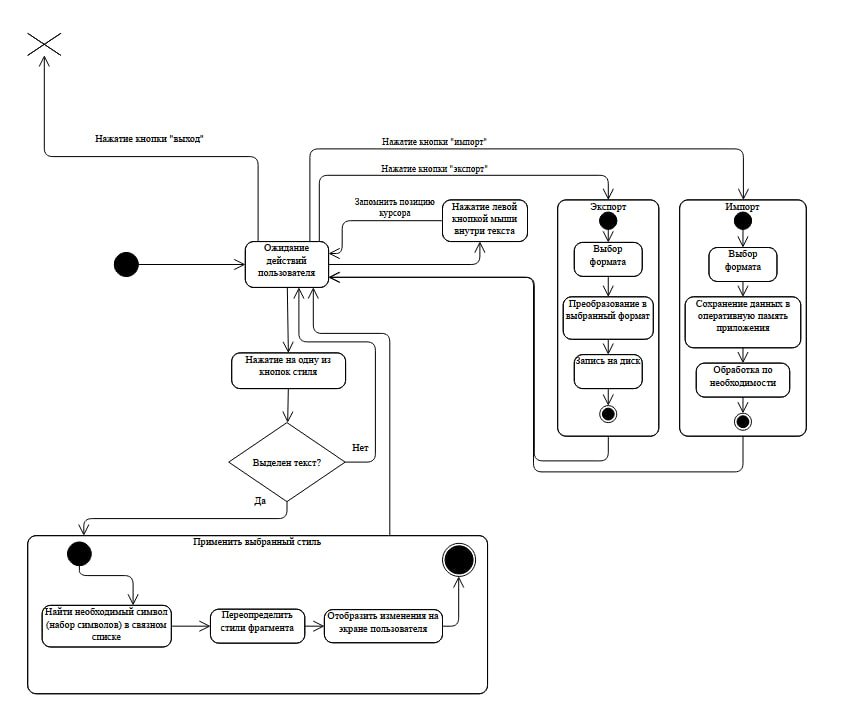 Нажатие кнопки "выход"
Нажатие кнопки "импорт"
Нажатие кнопки "экспорт"
Запомнить позицию
курсора
Нажатие левой
кнопкой мыши
внутри текста
Ожидание
действий
пользователя
Экспорт
Выбор
формата
Преобразование в
выбранный формат
Запись на диск
Импорт
Выбор
формата
Сохранение данных в
оперативную память
приложения
Обработка по
необходимости
Нажатие на одну из
кнопок стиля
Выделен текст?
Нет
Да
Применить выбранный стиль
Найти необходимый символ
(набор символов) в связном
списке
Переопределить
стили фрагмента
Отобразить изменения на
экране пользователя